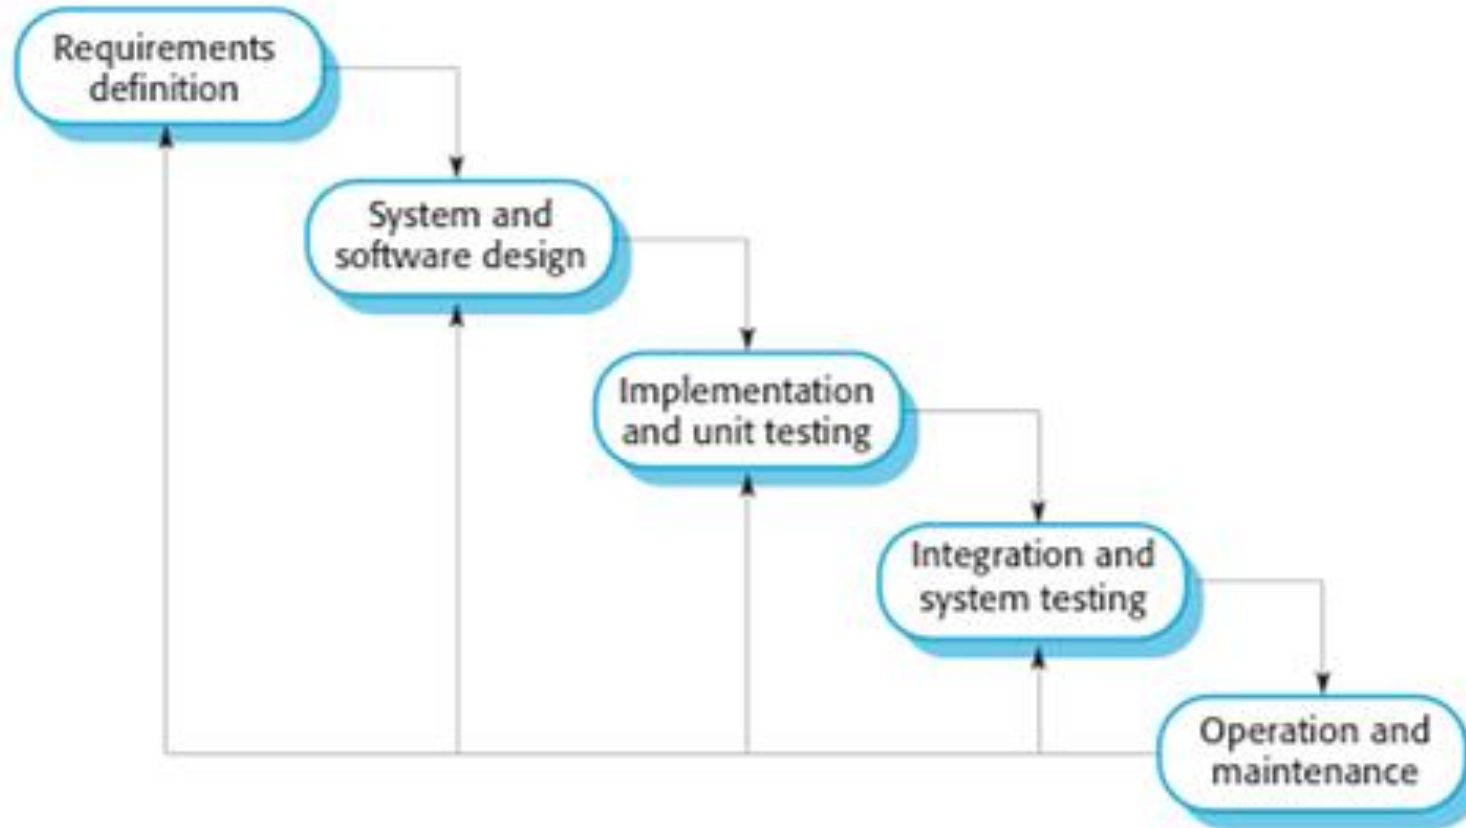 Requirements
definition
System and
software design
Implementation
and unit testing
Integration and
system testing
Operation and
maintenance